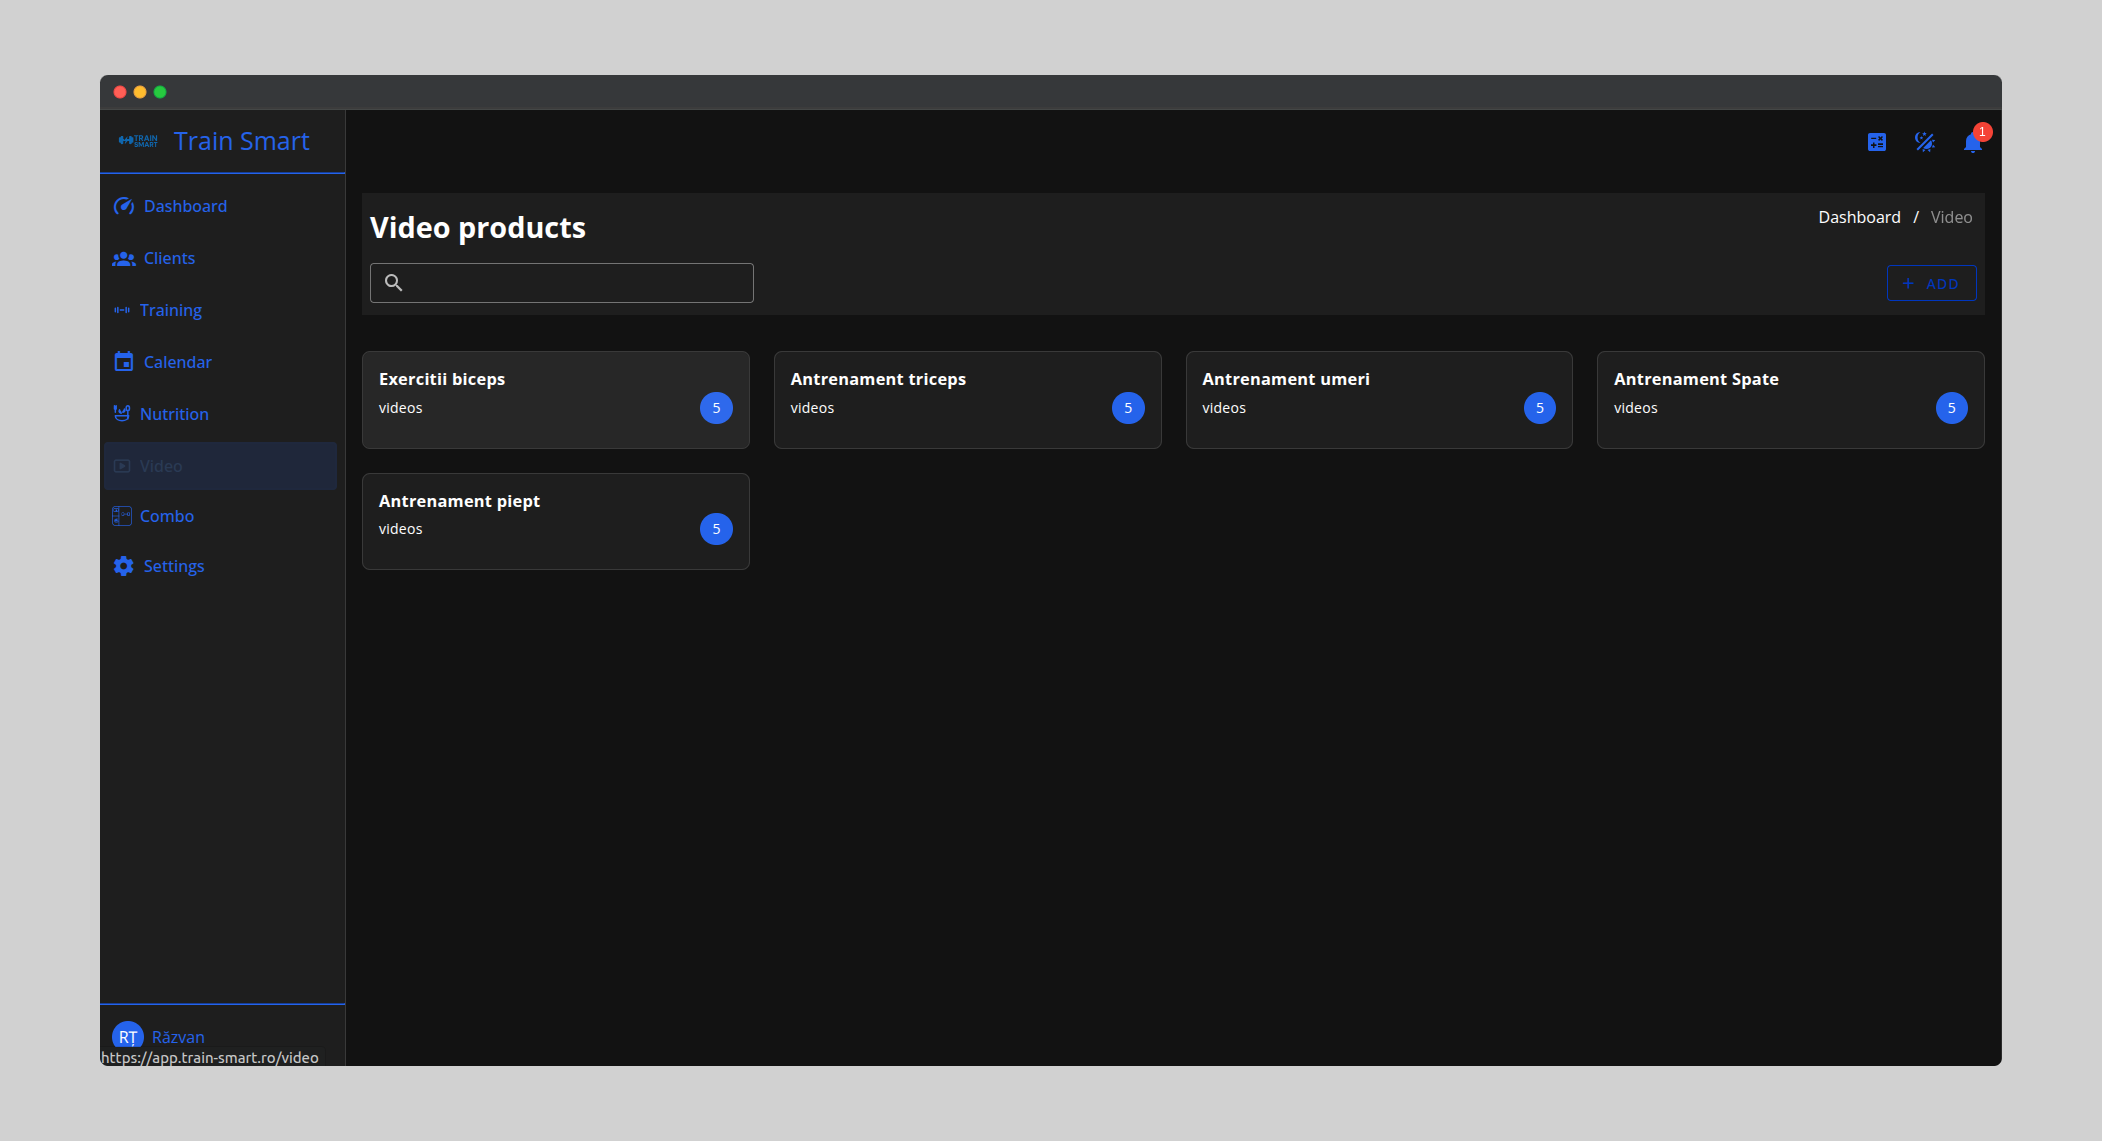 TRAIN
SMART
Train Smart
1
Dashboard
Clients
Training
Calendar
Nutrition
Video
Combo
Settings
Video products
Dashboard / Video
+ ADD
Exercitii biceps
videos
5
Antrenament triceps
videos
5
Antrenament umeri
videos
5
Antrenament Spate
videos
5
Antrenament piept
videos
5
RȚ Răzvan
https://app.train-smart.ro/video